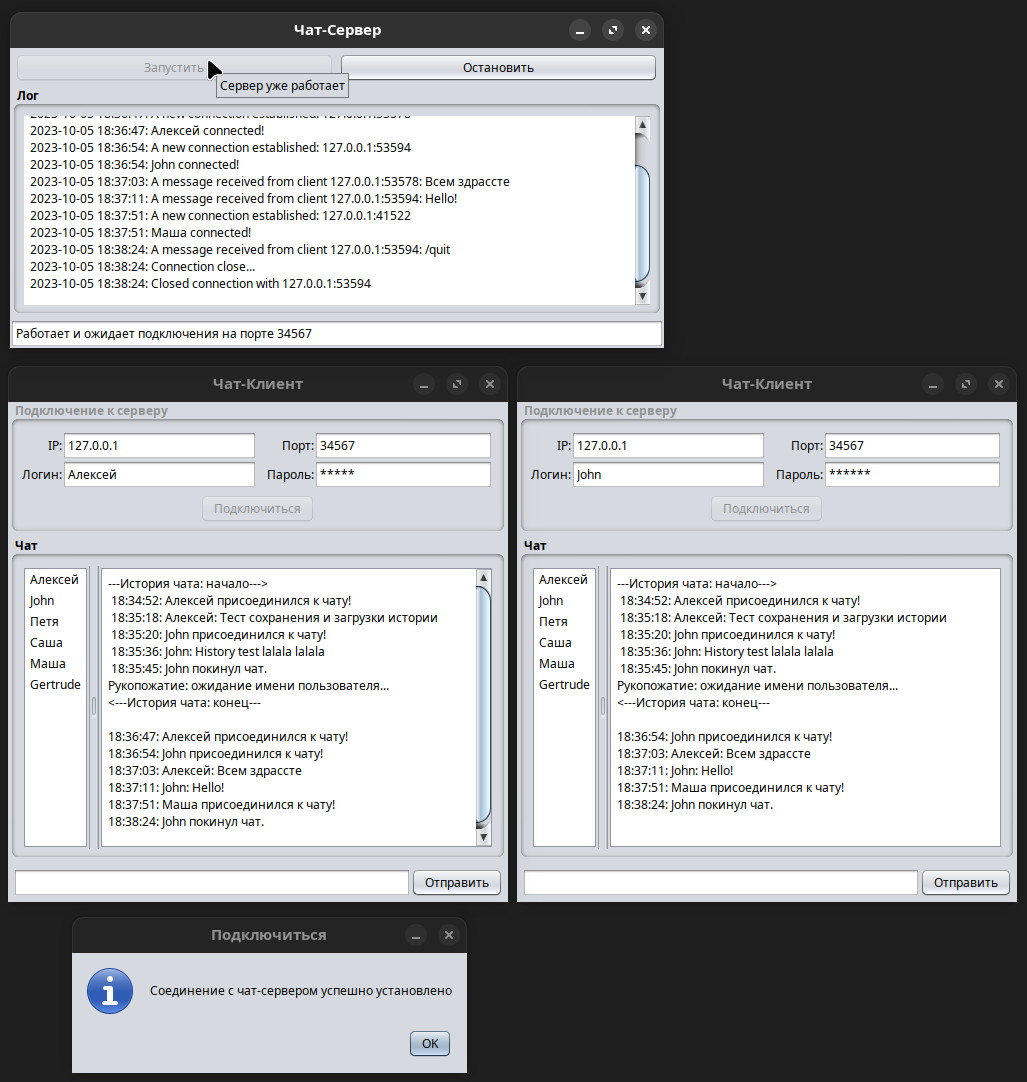 Чат-Сервер
Запустить
Остановить
Сервер уже работает
Лог
2023-10-05 18:36:47: A new connection established: 127.0.0.1:53578
2023-10-05 18:36:47: Алексей connected!
2023-10-05 18:36:54: A new connection established: 127.0.0.1:53594
2023-10-05 18:36:54: John connected!
2023-10-05 18:37:03: A message received from client 127.0.0.1:53578: Всем здрассте
2023-10-05 18:37:11: A message received from client 127.0.0.1:53594: Hello!
2023-10-05 18:37:51: A new connection established: 127.0.0.1:41522
2023-10-05 18:37:51: Маша connected!
2023-10-05 18:38:24: A message received from client 127.0.0.1:53594: /quit
2023-10-05 18:38:24: Connection close...
2023-10-05 18:38:24: Closed connection with 127.0.0.1:53594
Работает и ожидает подключения на порте 34567
Чат-Клиент
Подключение к серверу
IP: 127.0.0.1 Порт: 34567
Логин: Алексей Пароль: *****
Подключиться
Чат
Алексей
John
Петя
Саша
Маша
Gertrude
---История чата: начало--->
18:34:52: Алексей присоединился к чату!
18:35:18: Алексей: Тест сохранения и загрузки истории
18:35:20: John присоединился к чату!
18:35:36: John: History test lalala lalala
18:35:45: John покинул чат.
Рукопожатие: ожидание имени пользователя...
<---История чата: конец---
18:36:47: Алексей присоединился к чату!
18:36:54: John присоединился к чату!
18:37:03: Алексей: Всем здрассте
18:37:11: John: Hello!
18:37:51: Маша присоединился к чату!
18:38:24: John покинул чат.
Отправить
Чат-Клиент
Подключение к серверу
IP: 127.0.0.1 Порт: 34567
Логин: John Пароль: ******
Подключиться
Чат
Алексей
John
Петя
Саша
Маша
Gertrude
---История чата: начало--->
18:34:52: Алексей присоединился к чату!
18:35:18: Алексей: Тест сохранения и загрузки истории
18:35:20: John присоединился к чату!
18:35:36: John: History test lalala lalala
18:35:45: John покинул чат.
Рукопожатие: ожидание имени пользователя...
<---История чата: конец---
18:36:54: John присоединился к чату!
18:37:03: Алексей: Всем здрассте
18:37:11: John: Hello!
18:37:51: Маша присоединился к чату!
18:38:24: John покинул чат.
Отправить
Подключиться
Соединение с чат-сервером успешно установлено
OK